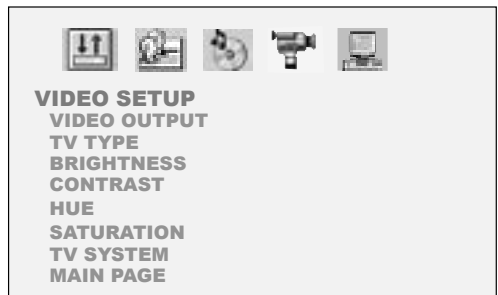 VIDEO SETUP
VIDEO OUTPUT
TV TYPE
BRIGHTNESS
CONTRAST
HUE
SATURATION
TV SYSTEM
MAIN PAGE